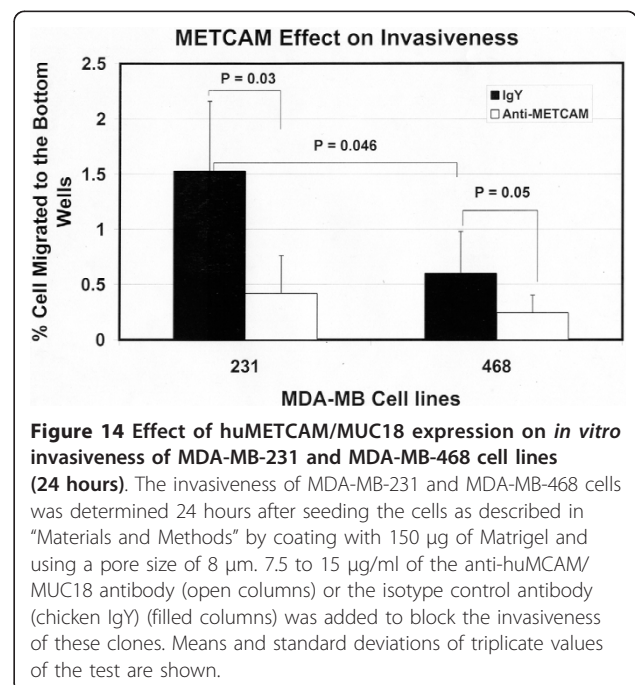 METCAM Effect on Invasiveness
2.5
2
1.5
1
0.5
0
% Cell Migrated to the Bottom
Wells
P = 0.03
P = 0.046
P = 0.05
IgY
Anti-METCAM
231
468
MDA-MB Cell lines
Figure 14 Effect of huMETCAM/MUC18 expression on in vitro
invasiveness of MDA-MB-231 and MDA-MB-468 cell lines
(24 hours). The invasiveness of MDA-MB-231 and MDA-MB-468 cells
was determined 24 hours after seeding the cells as described in
“Materials and Methods” by coating with 150 μg of Matrigel and
using a pore size of 8 μm. 7.5 to 15 μg/ml of the anti-huMCAM/
MUC18 antibody (open columns) or the isotype control antibody
(chicken IgY) (filled columns) was added to block the invasiveness
of these clones. Means and standard deviations of triplicate values
of the test are shown.